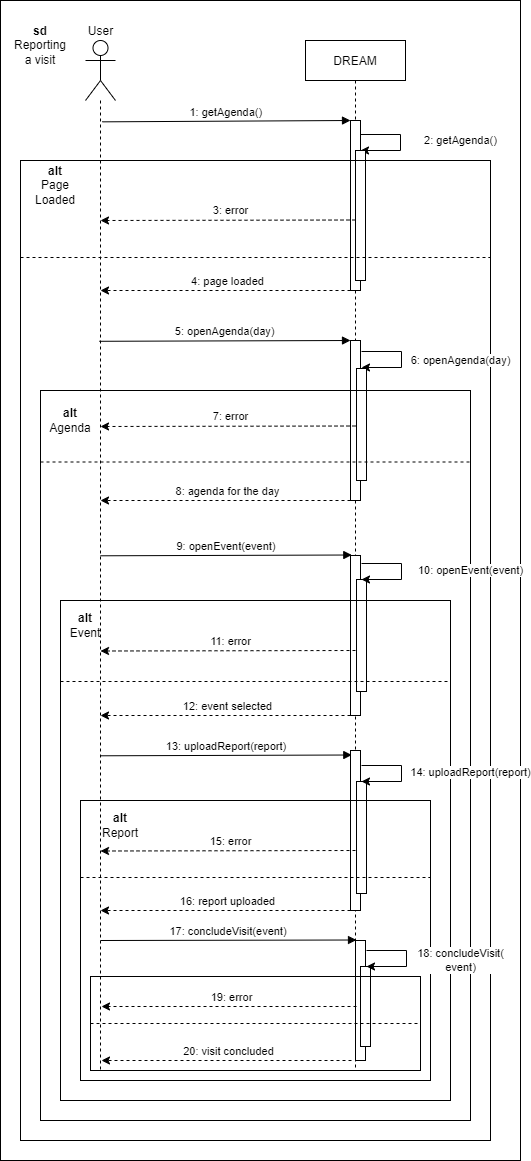 sd
Reporting
a visit
User
DREAM
1: getAgenda()
2: getAgenda()
alt
Page
Loaded
3: error
4: page loaded
5: openAgenda(day)
6: openAgenda(day)
alt
Agenda
7: error
8: agenda for the day
9: openEvent(event)
10: openEvent(event)
alt
Event
11: error
12: event selected
13: uploadReport(report)
14: uploadReport(report)
alt
Report
15: error
16: report uploaded
17: concludeVisit(event)
18: concludeVisit(
event)
19: error
20: visit concluded